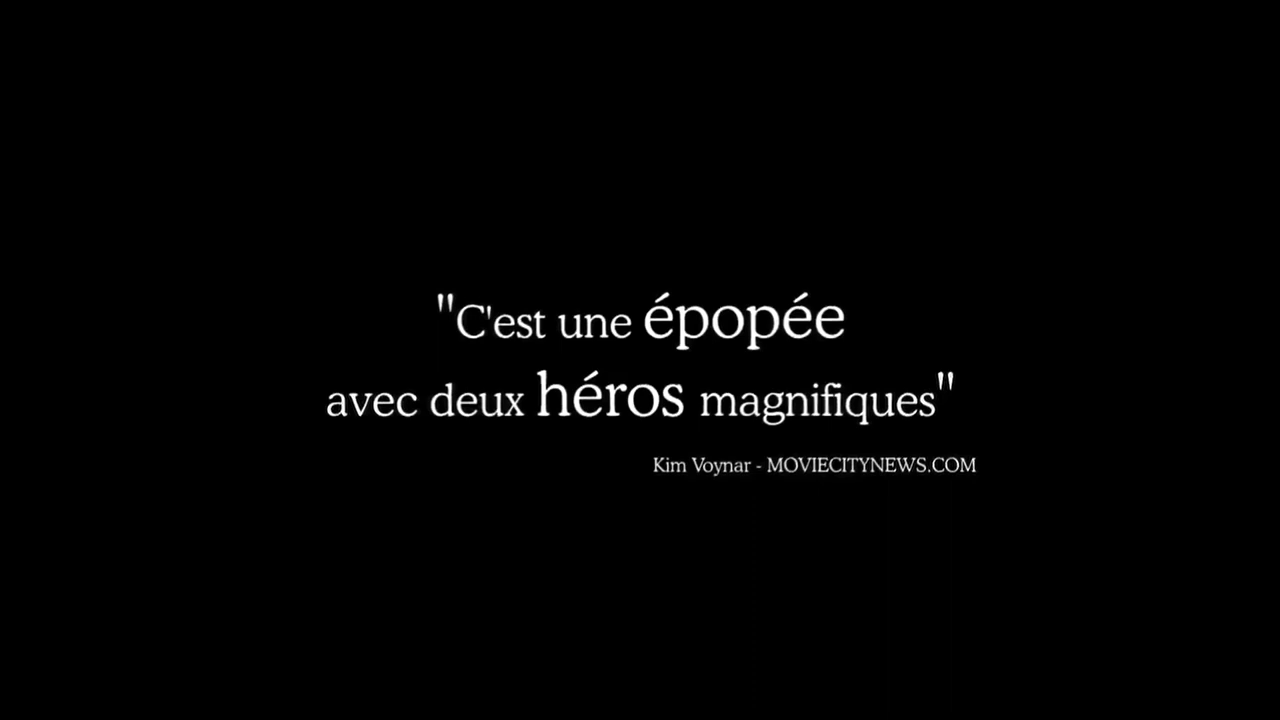 "C'est une épopée
avec deux héros magnifiques"
Kim Voynar - MOVIECITYNEWS.COM